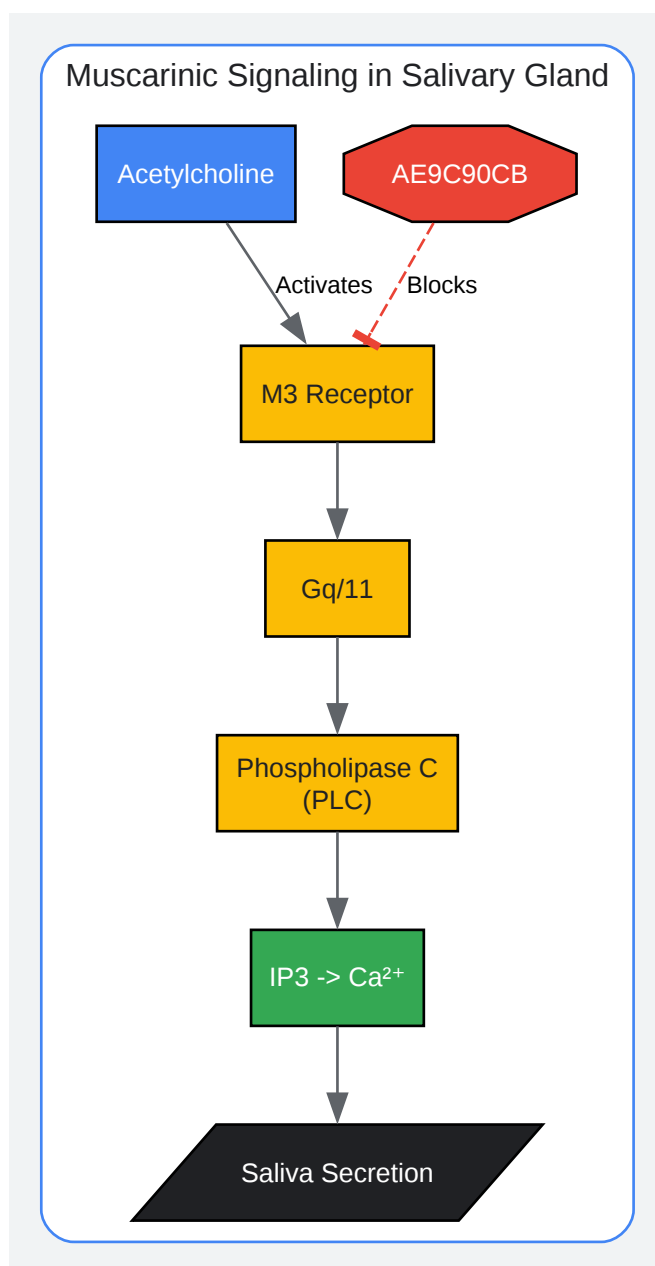 Muscarinic Signaling in Salivary Gland
Acetylcholine
AE9C90CB
Activates
Blocks
M3 Receptor
Gq/11
Phospholipase C
(PLC)
IP3 -> Ca²⁺
Saliva Secretion